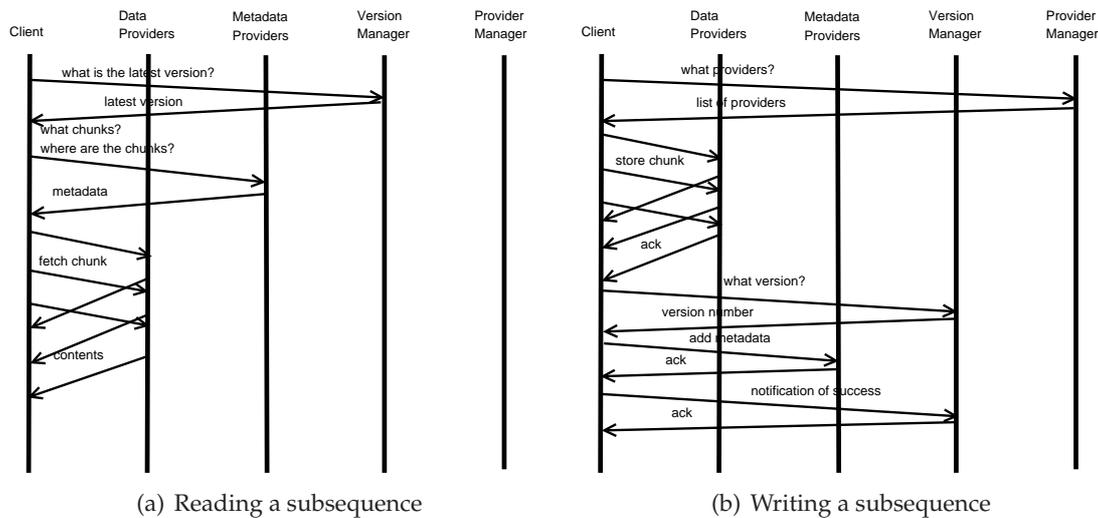 Client
Data
Providers
Metadata
Providers
Version
Manager
Provider
Manager
what is the latest version?
latest version
what chunks?
where are the chunks?
metadata
fetch chunk
contents
(a) Reading a subsequence
Client
Data
Providers
Metadata
Providers
Version
Manager
Provider
Manager
what providers?
list of providers
store chunk
ack
what version?
version number
add metadata
ack
notification of success
ack
(b) Writing a subsequence